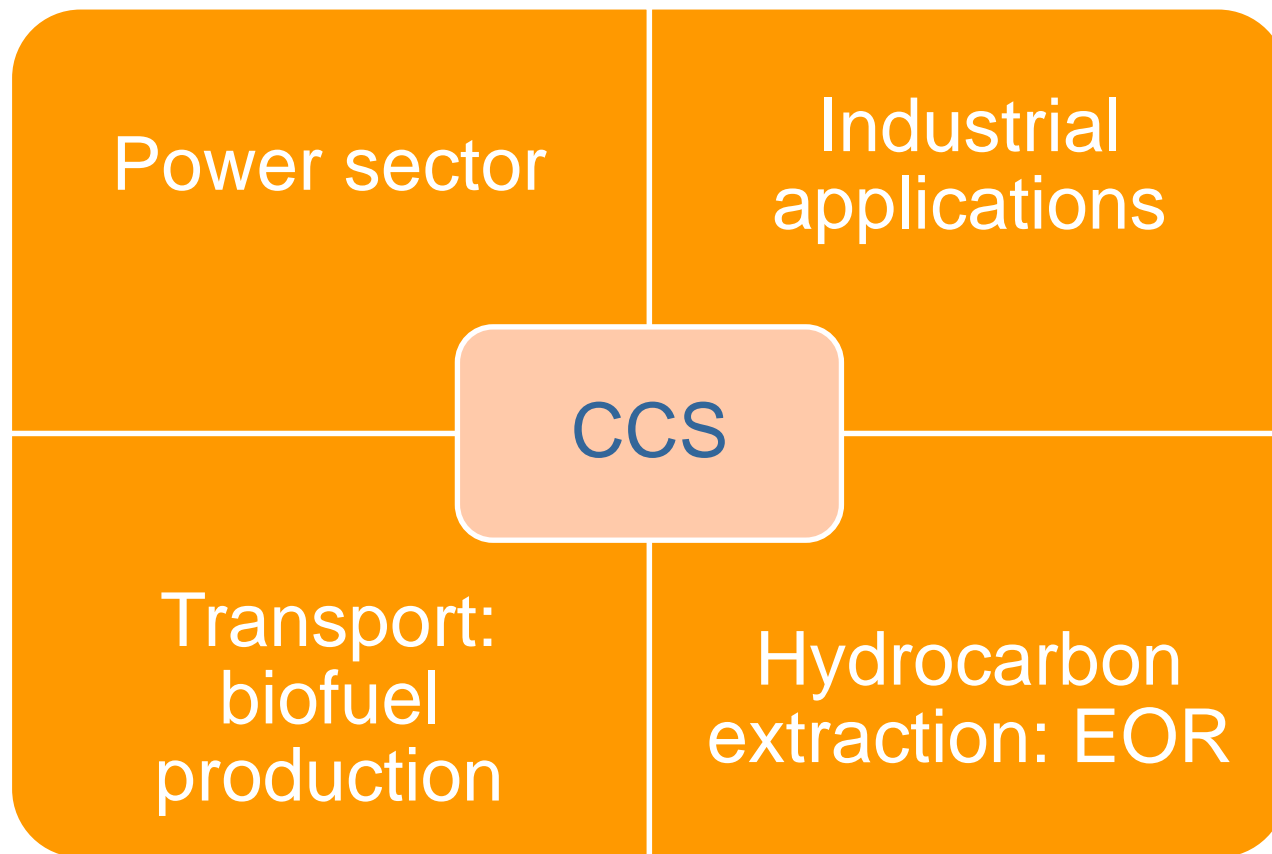 Power sector
Industrial
applications
CCS
Transport:
biofuel
production
Hydrocarbon
extraction: EOR